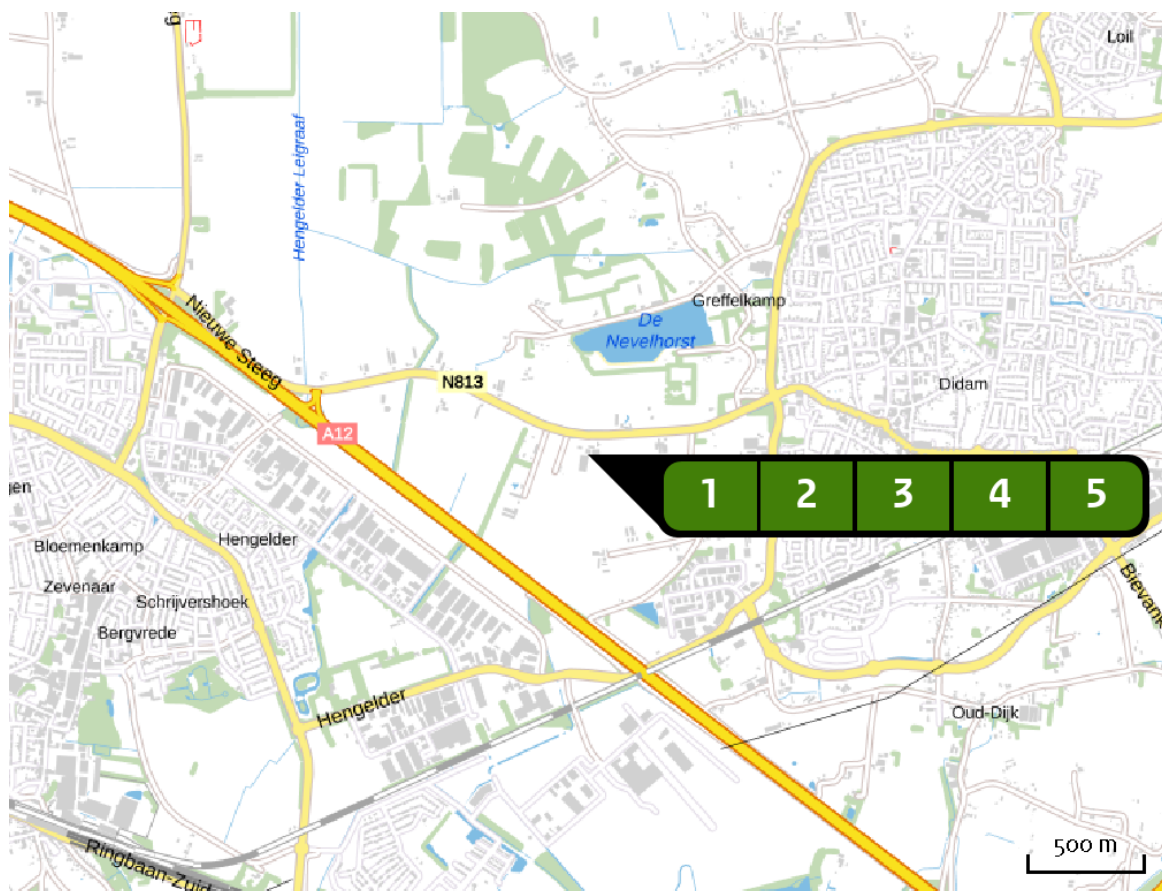 Loil
Hengelder Leigraaf
Nieuwe Steeg
Greffelkamp
De
Nevelhorst
N813
Didam
A12
1 2 3 4 5
Hengelder
Bloemenkamp
Zevenaar
Schrijvershoek
Bergvrede
Hengelder
Oud-Dijk
Ringbaan-Zuid
500 m